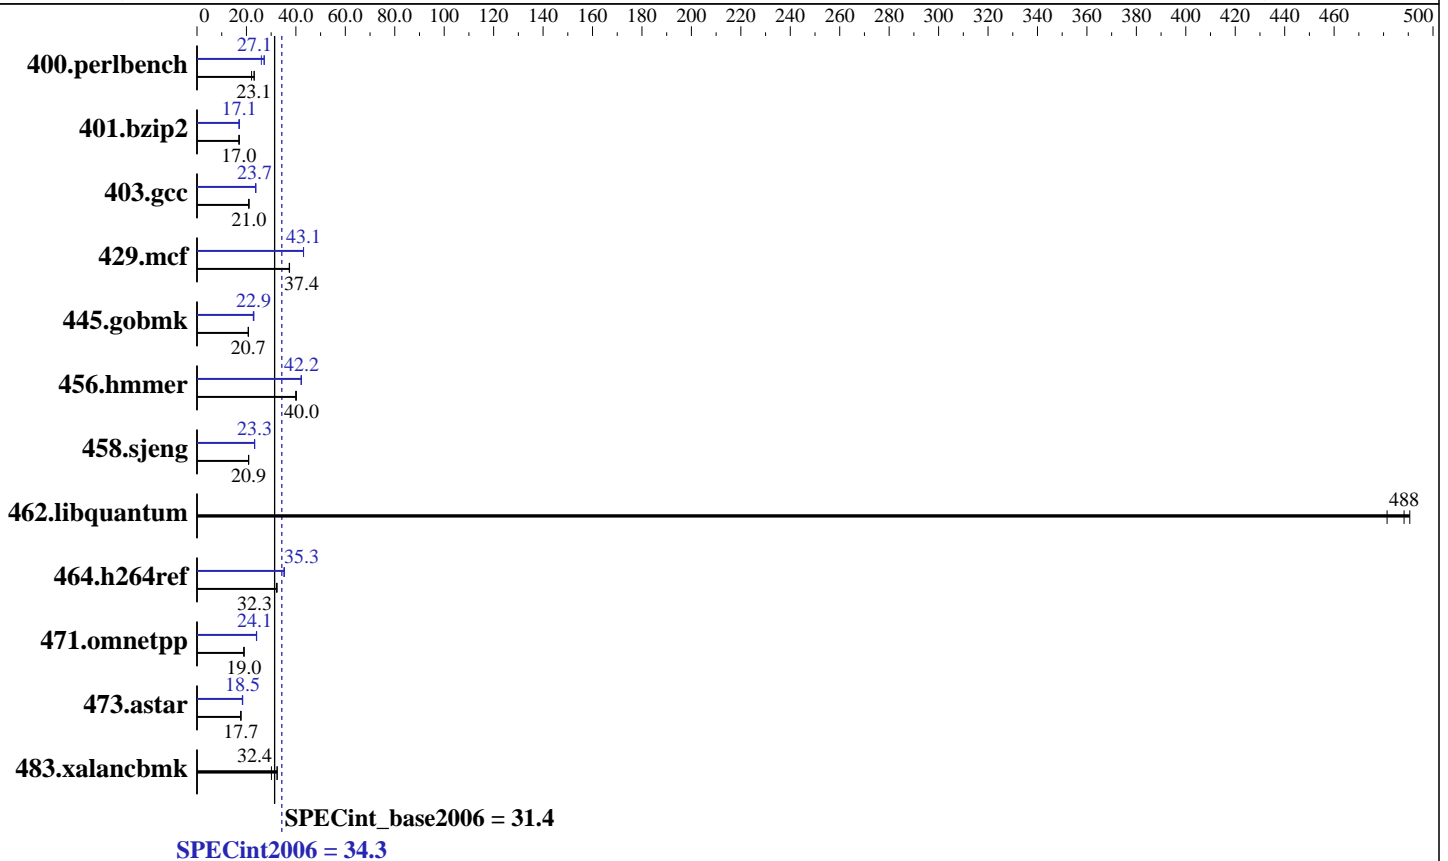 0 20.0 40.0 60.0 80.0 100 120 140 160 180 200 220 240 260 280 300 320 340 360 380 400 420 440 460 500
27.1
400.perlbench
23.1
17.1
401.bzip2
17.0
23.7
403.gcc
21.0
43.1
429.mcf
37.4
22.9
445.gobmk
20.7
42.2
456.hmmer
40.0
23.3
458.sjeng
20.9
488
462.libquantum
35.3
464.h264ref
32.3
24.1
471.omnetpp
19.0
18.5
473.astar
17.7
32.4
483.xalancbmk
SPECint_base2006 = 31.4
SPECint2006 = 34.3